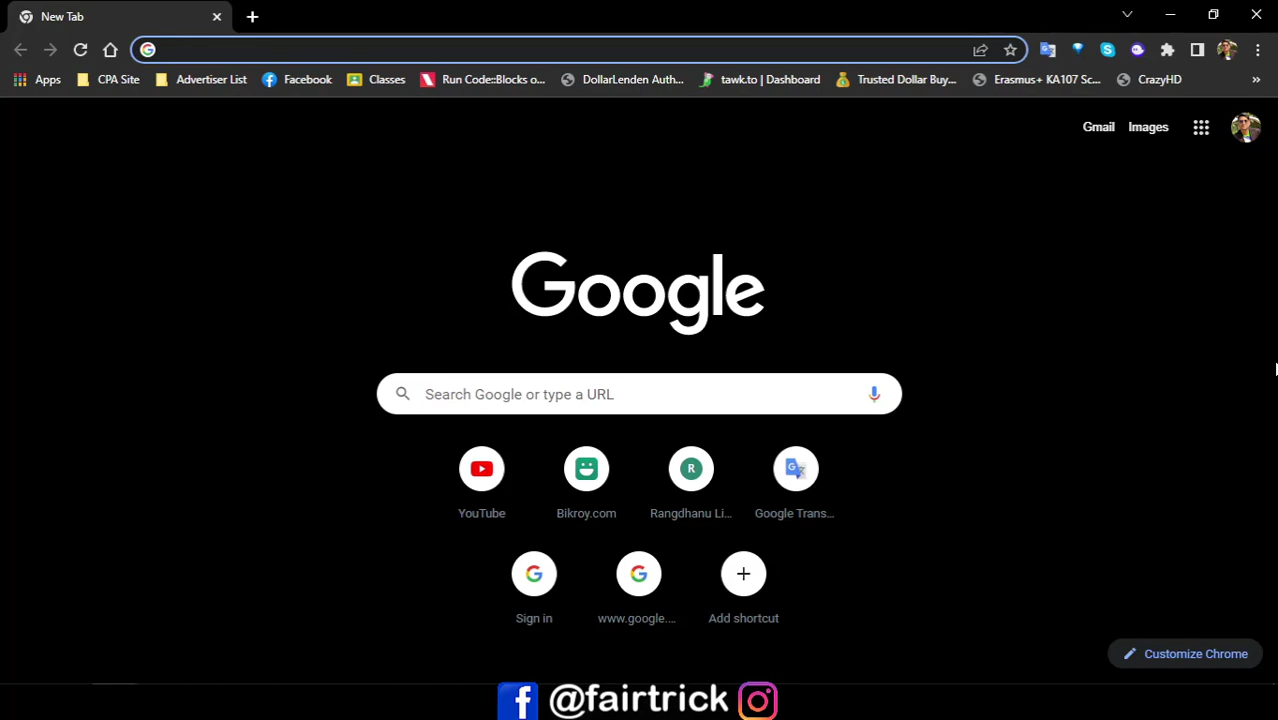 New Tab
Apps CPA Site Advertiser List Facebook Classes Run Code::Blocks o... DollarLenden Auth... tawk.to | Dashboard Trusted Dollar Buy... Erasmus+ KA107 Sc... CrazyHD »
Gmail Images
Google
Search Google or type a URL
YouTube Bikroy.com Rangdhanu Li... Google Trans...
Sign in www.google.... Add shortcut
Customize Chrome
@fairtrick